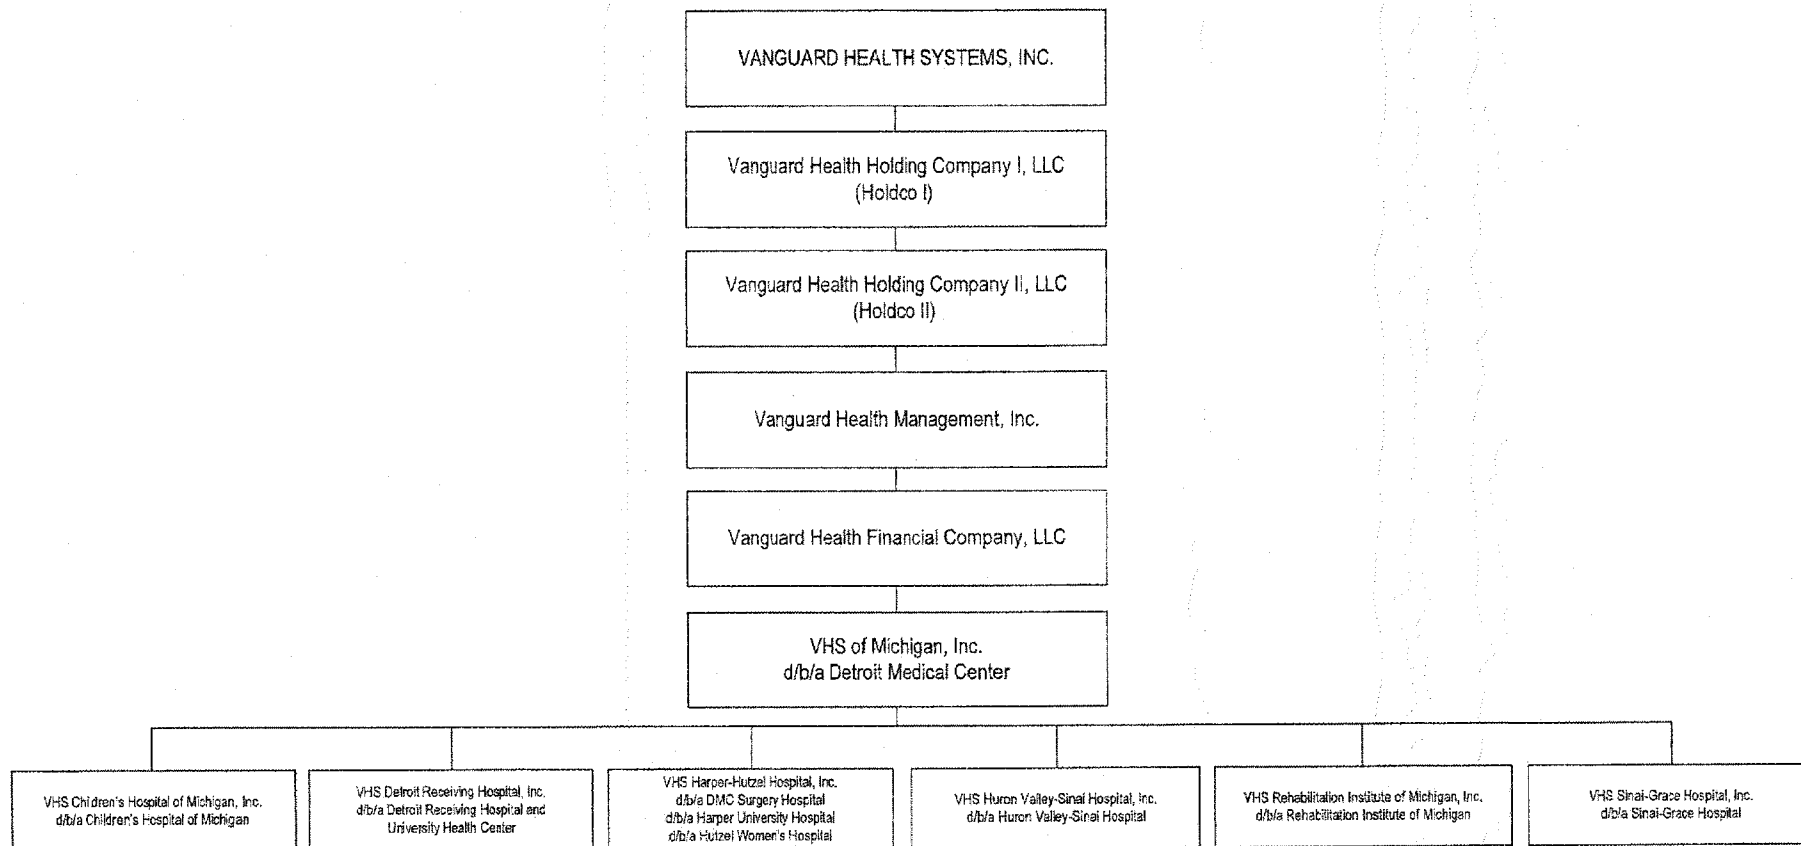 VANGUARD HEALTH SYSTEMS, INC.
Vanguard Health Holding Company I, LLC
(Holdco I)
Vanguard Health Holding Company II, LLC
(Holdco II)
Vanguard Health Management, Inc.
Vanguard Health Financial Company, LLC
VHS of Michigan, Inc.
d/b/a Detroit Medical Center
VHS Children's Hospital of Michigan, Inc.
d/b/a Children's Hospital of Michigan
VHS Detroit Receiving Hospital, Inc.
d/b/a Detroit Receiving Hospital and
University Health Center
VHS Harper-Hutzel Hospital, Inc.
d/b/a DMC Surgery Hospital
d/b/a Harper University Hospital
d/b/a Hutzel Women's Hospital
VHS Huron Valley-Sinai Hospital, Inc.
d/b/a Huron Valley-Sinai Hospital
VHS Rehabilitation Institute of Michigan, Inc.
d/b/a Rehabilitation Institute of Michigan
VHS Sinai-Grace Hospital, Inc.
d/b/a Sinai-Grace Hospital